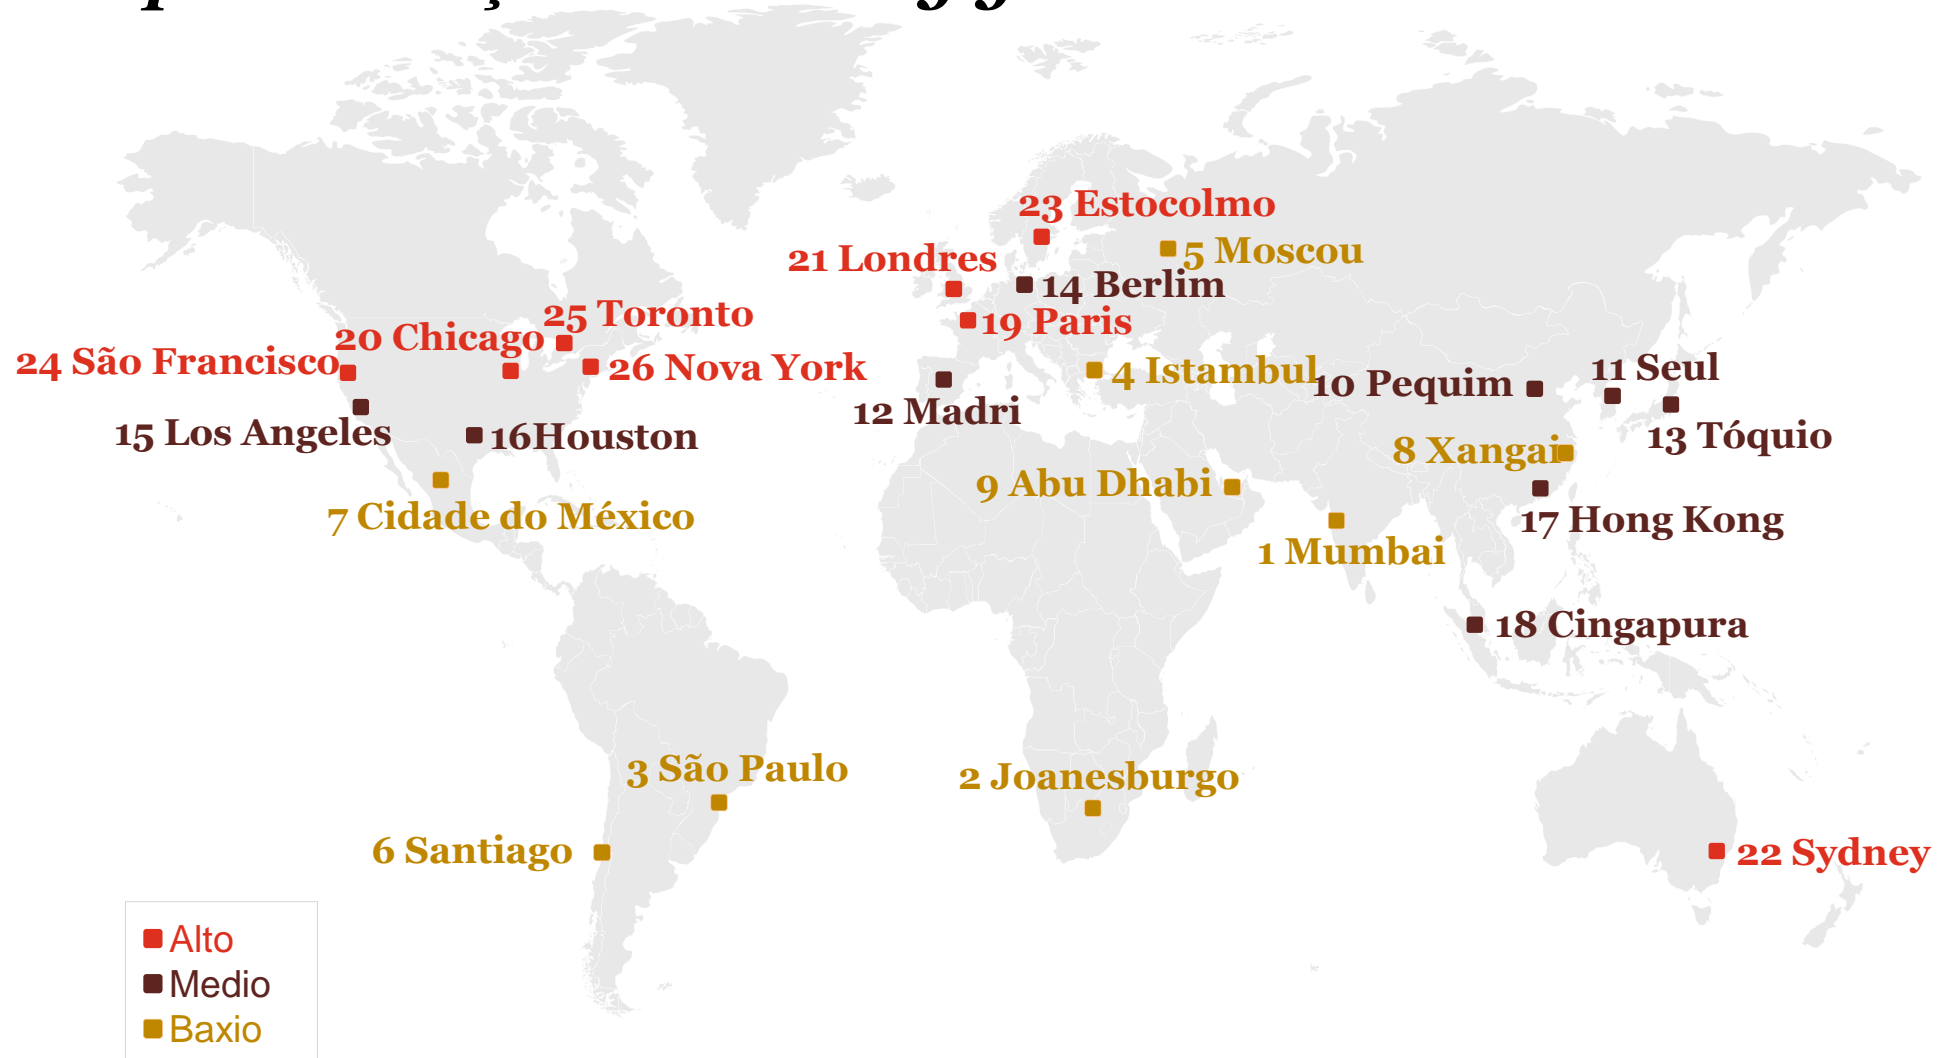 23 Estocolmo
5 Moscou
21 Londres
14 Berlim
25 Toronto
19 Paris
20 Chicago
24 São Francisco
26 Nova York
4 Istambul
10 Pequim
11 Seul
12 Madri
15 Los Angeles
16Houston
13 Tóquio
8 Xangai
9 Abu Dhabi
7 Cidade do México
17 Hong Kong
1 Mumbai
18 Cingapura
3 São Paulo
2 Joanesburgo
6 Santiago
22 Sydney
Alto
Medio
Baxio